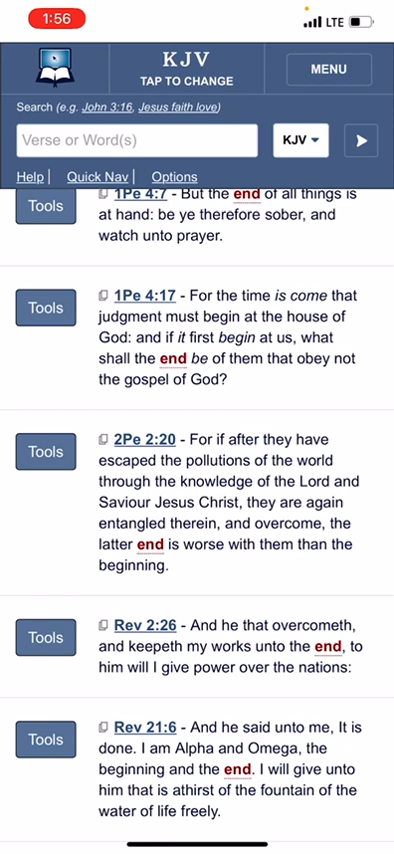 1:56
LTE
KJV
TAP TO CHANGE
MENU
Search (e.g. John 3:16, Jesus faith love)
Verse or Word(s)
KJV
Help | Quick Nav | Options
Tools
1Pe 4:7 - But the end of all things is
at hand: be ye therefore sober, and
watch unto prayer.
Tools
1Pe 4:17 - For the time is come that
judgment must begin at the house of
God: and if it first begin at us, what
shall the end be of them that obey not
the gospel of God?
Tools
2Pe 2:20 - For if after they have
escaped the pollutions of the world
through the knowledge of the Lord and
Saviour Jesus Christ, they are again
entangled therein, and overcome, the
latter end is worse with them than the
beginning.
Tools
Rev 2:26 - And he that overcometh,
and keepeth my works unto the end, to
him will I give power over the nations:
Tools
Rev 21:6 - And he said unto me, It is
done. I am Alpha and Omega, the
beginning and the end. I will give unto
him that is athirst of the fountain of the
water of life freely.